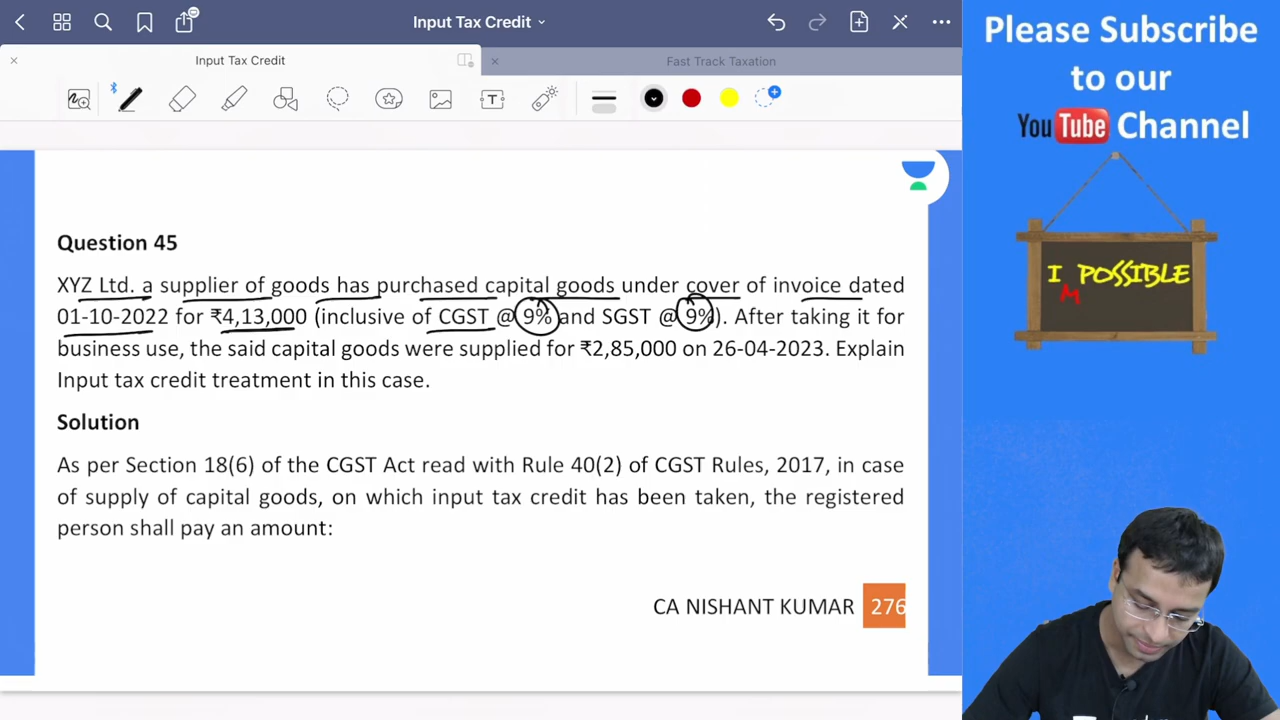 Input Tax Credit
Input Tax Credit
Fast Track Taxation
Please Subscribe
to our
YouTube Channel
I POSSIBLE
M
Question 45
XYZ Ltd. a supplier of goods has purchased capital goods under cover of invoice dated
01-10-2022 for ₹4,13,000 (inclusive of CGST @ 9% and SGST @ 9%). After taking it for
business use, the said capital goods were supplied for ₹2,85,000 on 26-04-2023. Explain
Input tax credit treatment in this case.
Solution
As per Section 18(6) of the CGST Act read with Rule 40(2) of CGST Rules, 2017, in case
of supply of capital goods, on which input tax credit has been taken, the registered
person shall pay an amount:
CA NISHANT KUMAR 276